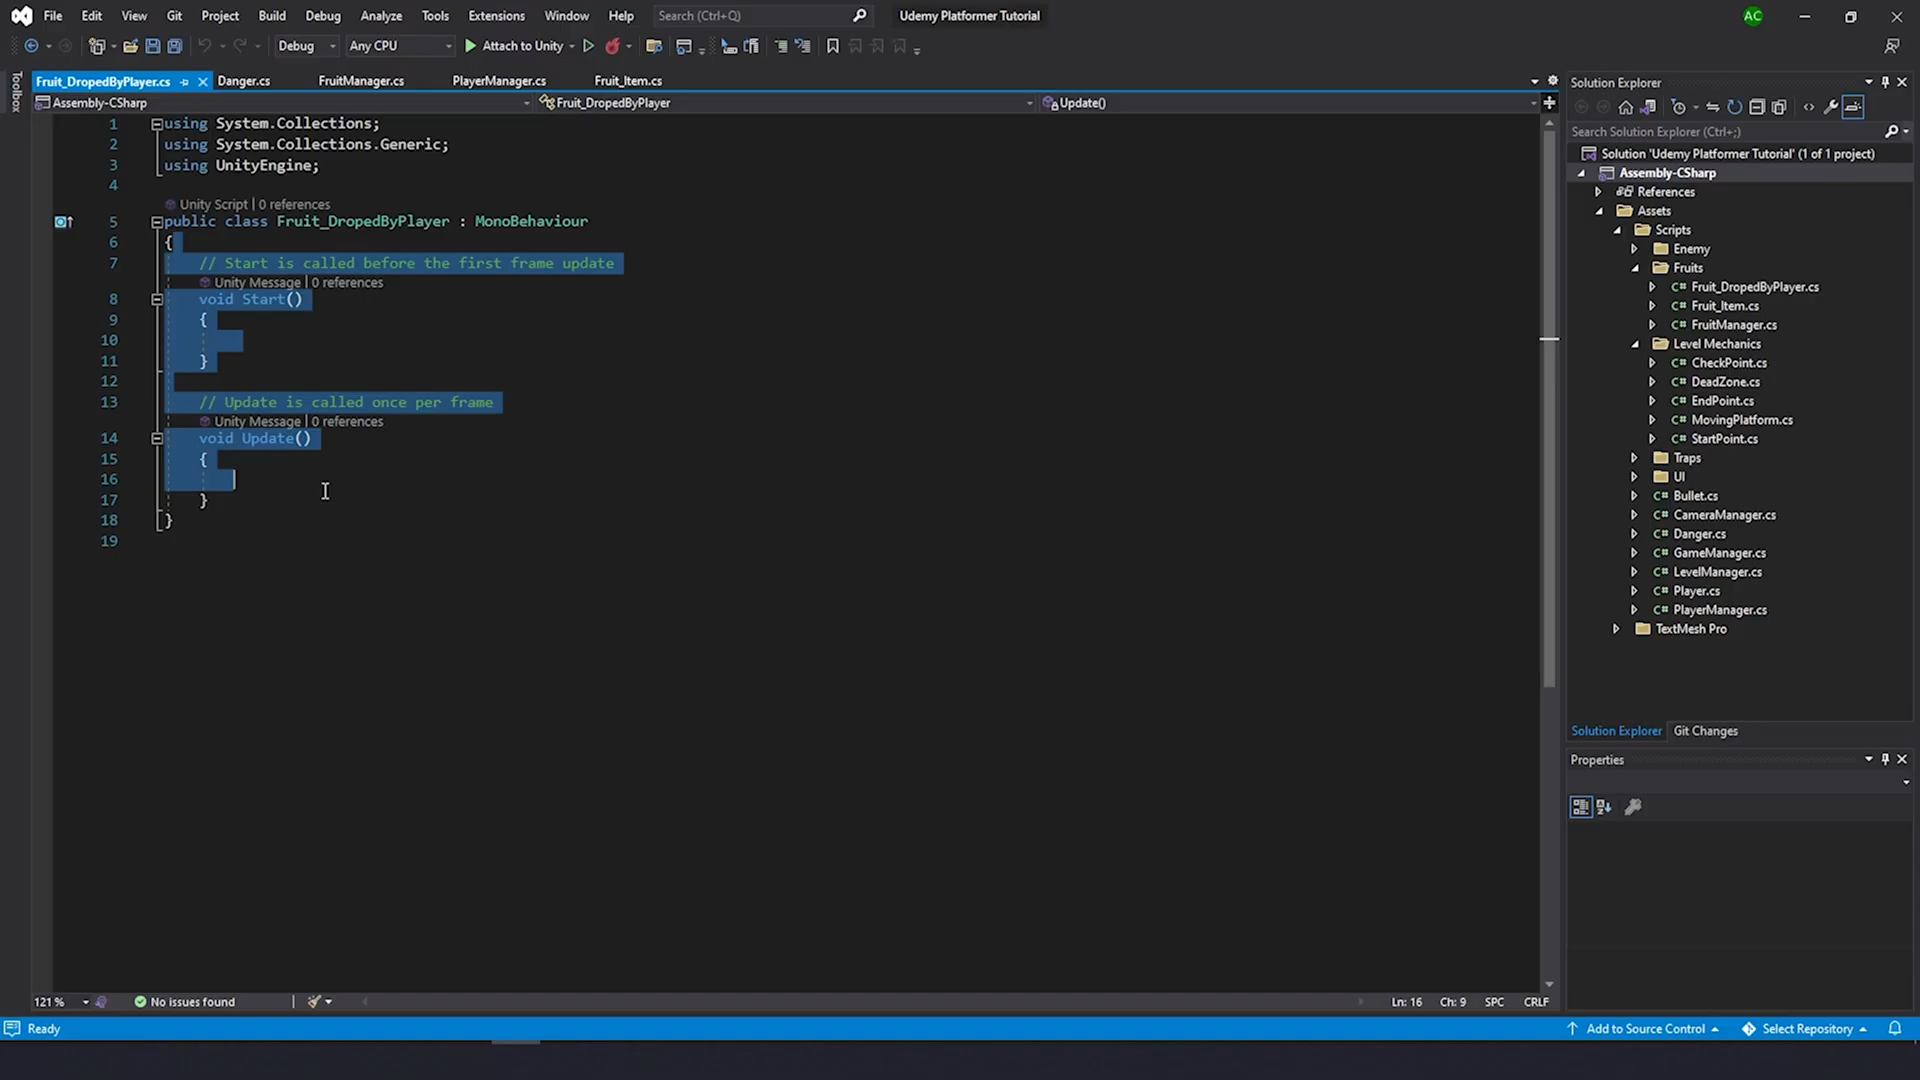 File Edit View Git Project Build Debug Analyze Tools Extensions Window Help Search (Ctrl+Q) Udemy Platformer Tutorial AC
Debug Any CPU Attach to Unity
Toolbox
Fruit_DropedByPlayer.cs Danger.cs FruitManager.cs PlayerManager.cs Fruit_Item.cs
Assembly-CSharp Fruit_DropedByPlayer Update()
1 using System.Collections;
2 using System.Collections.Generic;
3 using UnityEngine;
4
Unity Script | 0 references
5 public class Fruit_DropedByPlayer : MonoBehaviour
6 {
7 // Start is called before the first frame update
Unity Message | 0 references
8 void Start()
9 {
10
11 }
12
13 // Update is called once per frame
Unity Message | 0 references
14 void Update()
15 {
16
17 }
18 }
19
121 % No issues found Ln: 16 Ch: 9 SPC CRLF
Solution Explorer
Search Solution Explorer (Ctrl+;)
Solution 'Udemy Platformer Tutorial' (1 of 1 project)
Assembly-CSharp
References
Assets
Scripts
Enemy
Fruits
C# Fruit_DropedByPlayer.cs
C# Fruit_Item.cs
C# FruitManager.cs
Level Mechanics
C# CheckPoint.cs
C# DeadZone.cs
C# EndPoint.cs
C# MovingPlatform.cs
C# StartPoint.cs
Traps
UI
C# Bullet.cs
C# CameraManager.cs
C# Danger.cs
C# GameManager.cs
C# LevelManager.cs
C# Player.cs
C# PlayerManager.cs
TextMesh Pro
Solution Explorer Git Changes
Properties
Ready Add to Source Control Select Repository